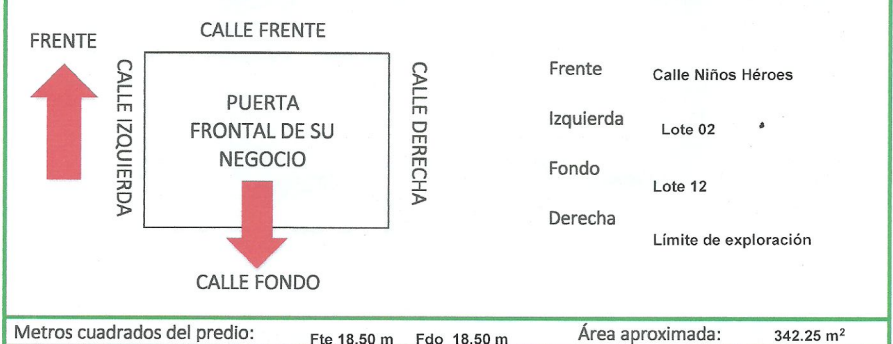 FRENTE
CALLE FRENTE
CALLE IZQUIERDA
PUERTA
FRONTAL DE SU
NEGOCIO
CALLE DERECHA
CALLE FONDO
Frente Calle Niños Héroes
Izquierda Lote 02
Fondo Lote 12
Derecha Límite de exploración
Metros cuadrados del predio: Fte 18.50 m Fdo 18.50 m Área aproximada: 342.25 m²